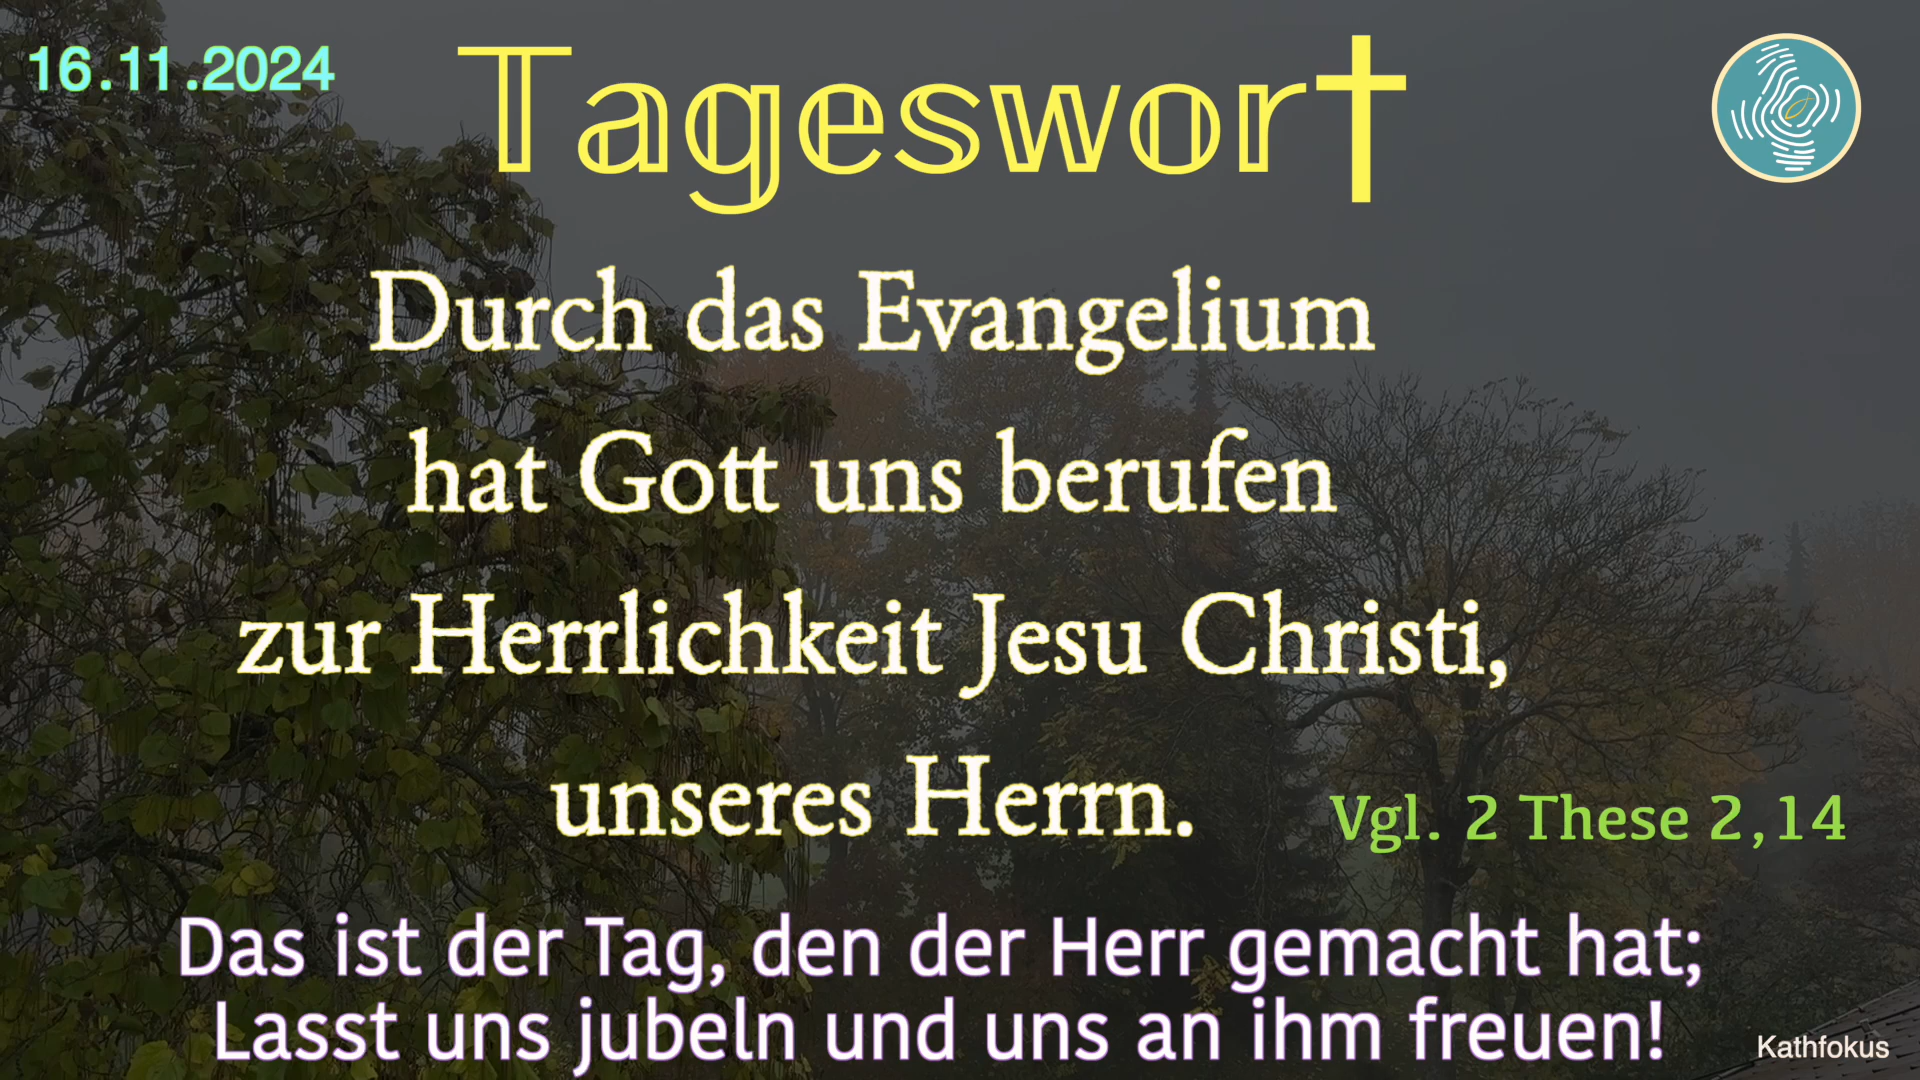 16.11.2024
Tageswort
Durch das Evangelium
hat Gott uns berufen
zur Herrlichkeit Jesu Christi,
unseres Herrn.
Vgl. 2 These 2,14
Das ist der Tag, den der Herr gemacht hat;
Lasst uns jubeln und uns an ihm freuen!
Kathfokus